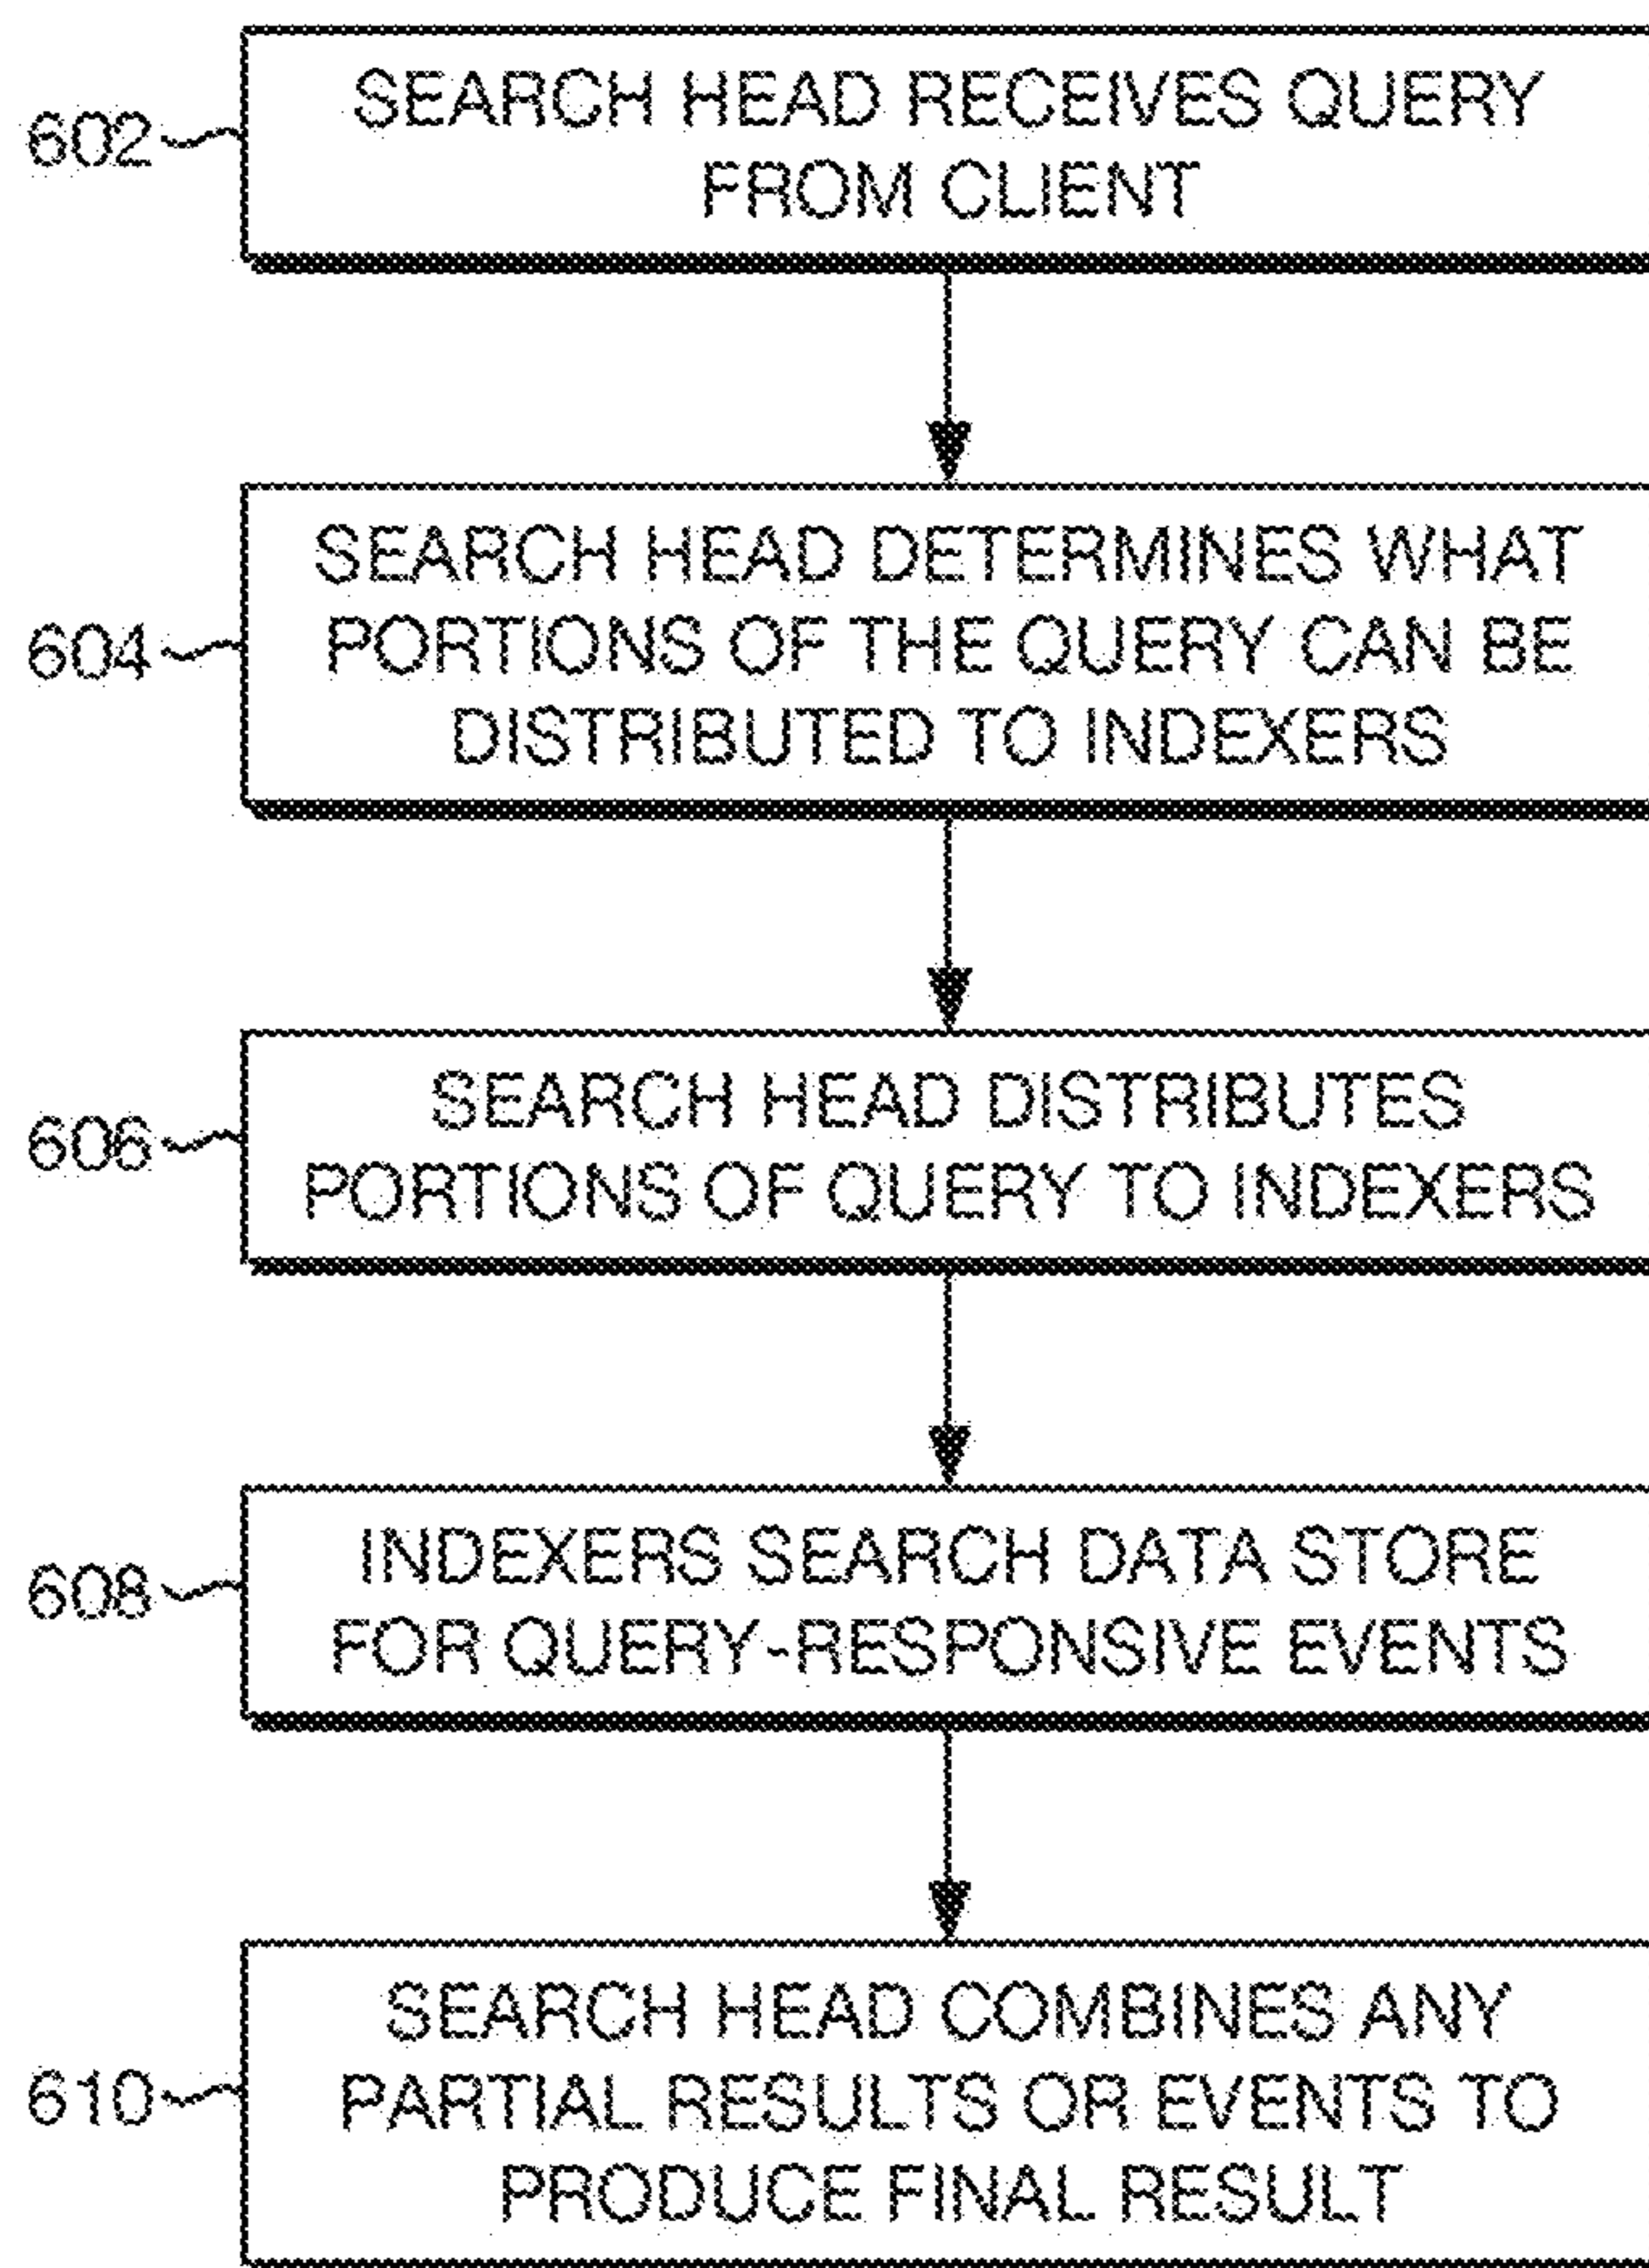 602
SEARCH HEAD RECEIVES QUERY
FROM CLIENT
604
SEARCH HEAD DETERMINES WHAT
PORTIONS OF THE QUERY CAN BE
DISTRIBUTED TO INDEXERS
606
SEARCH HEAD DISTRIBUTES
PORTIONS OF QUERY TO INDEXERS
608
INDEXERS SEARCH DATA STORE
FOR QUERY-RESPONSIVE EVENTS
610
SEARCH HEAD COMBINES ANY
PARTIAL RESULTS OR EVENTS TO
PRODUCE FINAL RESULT